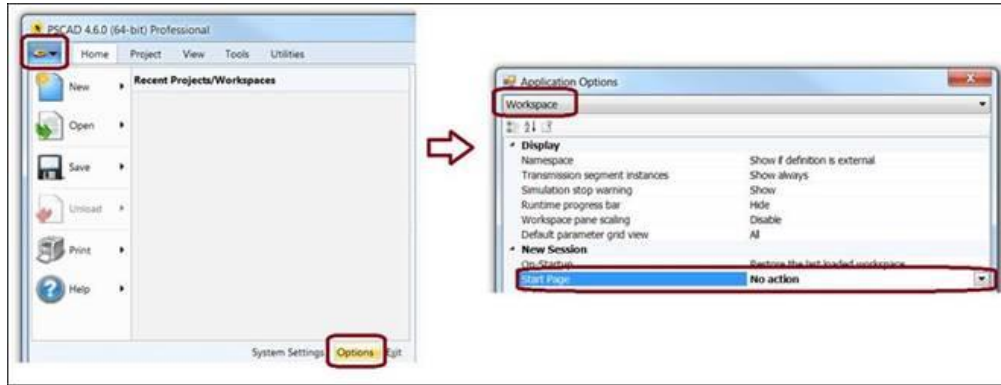 PSCAD 4.6.0 (64-bit) Professional
Home Project View Tools Utilities
Recent Projects/Workspaces
New
Open
Save
Unload
Print
Help
System Settings Options Exit
Application Options
Workspace
Display
Namespace Show if definition is external
Transmission segment instances Show always
Simulation stop warning Show
Runtime progress bar Hide
Workspace pane scaling Disable
Default parameter grid view All
New Session
On-Startup Restore the last loaded workspace
Start Page No action